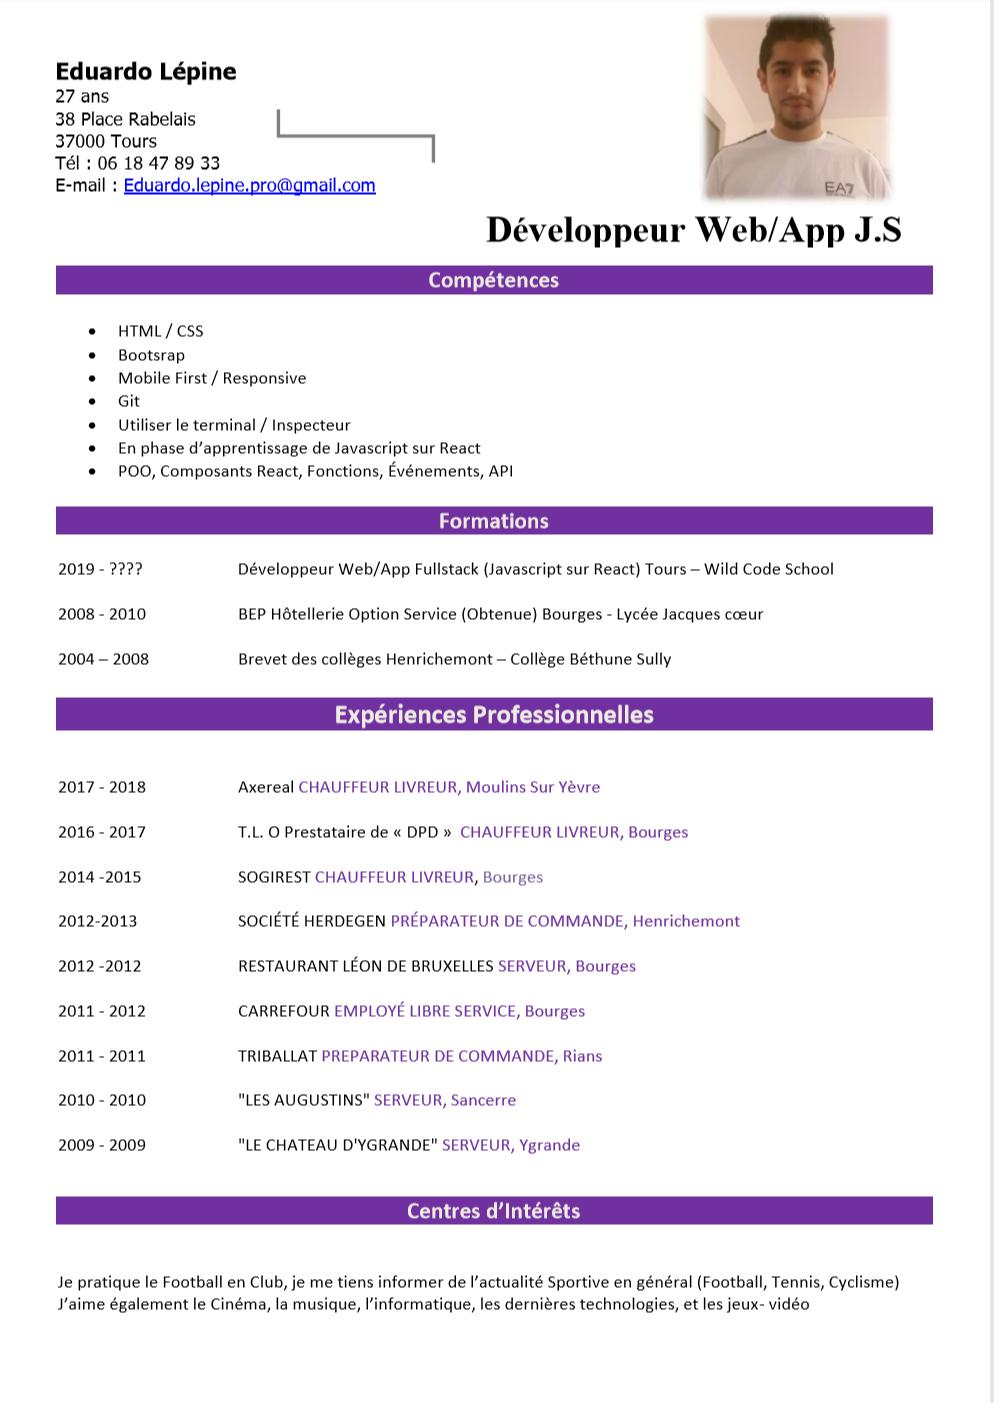 Eduardo Lépine
27 ans
38 Place Rabelais
37000 Tours
Tél : 06 18 47 89 33
E-mail : Eduardo.lepine.pro@gmail.com
EA7
Développeur Web/App J.S
Compétences
• HTML / CSS
• Bootsrap
• Mobile First / Responsive
• Git
• Utiliser le terminal / Inspecteur
• En phase d’apprentissage de Javascript sur React
• POO, Composants React, Fonctions, Événements, API
Formations
2019 - ???? Développeur Web/App Fullstack (Javascript sur React) Tours – Wild Code School
2008 - 2010 BEP Hôtellerie Option Service (Obtenue) Bourges - Lycée Jacques cœur
2004 – 2008 Brevet des collèges Henrichemont – Collège Béthune Sully
Expériences Professionnelles
2017 - 2018 Axereal CHAUFFEUR LIVREUR, Moulins Sur Yèvre
2016 - 2017 T.L. O Prestataire de « DPD » CHAUFFEUR LIVREUR, Bourges
2014 -2015 SOGIREST CHAUFFEUR LIVREUR, Bourges
2012-2013 SOCIÉTÉ HERDEGEN PRÉPARATEUR DE COMMANDE, Henrichemont
2012 -2012 RESTAURANT LÉON DE BRUXELLES SERVEUR, Bourges
2011 - 2012 CARREFOUR EMPLOYÉ LIBRE SERVICE, Bourges
2011 - 2011 TRIBALLAT PREPARATEUR DE COMMANDE, Rians
2010 - 2010 "LES AUGUSTINS" SERVEUR, Sancerre
2009 - 2009 "LE CHATEAU D'YGRANDE" SERVEUR, Ygrande
Centres d’Intérêts
Je pratique le Football en Club, je me tiens informer de l’actualité Sportive en général (Football, Tennis, Cyclisme)
J’aime également le Cinéma, la musique, l’informatique, les dernières technologies, et les jeux- vidéo